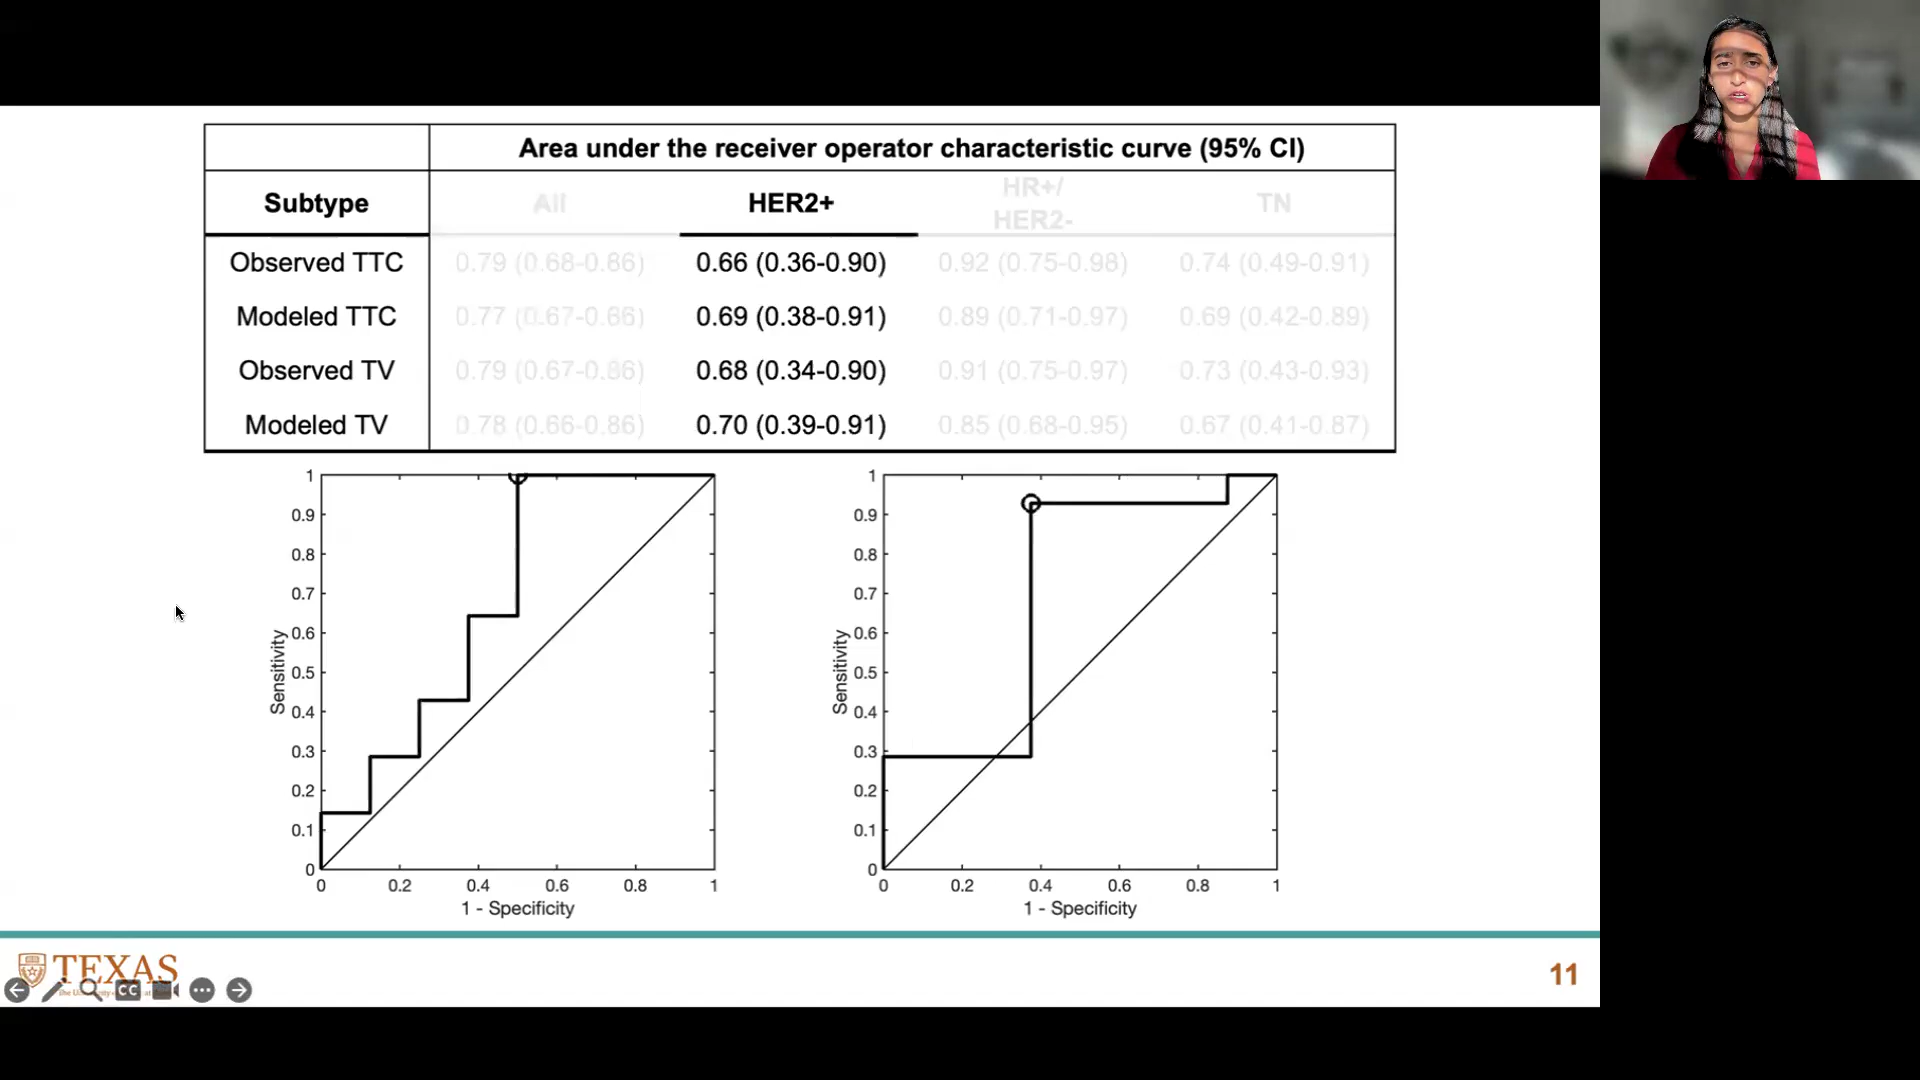 Area under the receiver operator characteristic curve (95% CI)
Subtype All HER2+ HR+/ HER2- TN
Observed TTC 0.79 (0.68-0.86) 0.66 (0.36-0.90) 0.92 (0.75-0.98) 0.74 (0.49-0.91)
Modeled TTC 0.77 (0.67-0.86) 0.69 (0.38-0.91) 0.89 (0.71-0.97) 0.69 (0.42-0.89)
Observed TV 0.79 (0.67-0.86) 0.68 (0.34-0.90) 0.91 (0.75-0.97) 0.73 (0.43-0.93)
Modeled TV 0.78 (0.66-0.86) 0.70 (0.39-0.91) 0.85 (0.68-0.95) 0.67 (0.41-0.87)
1
0.9
0.8
0.7
0.6
0.5
0.4
0.3
0.2
0.1
0
Sensitivity
0 0.2 0.4 0.6 0.8 1
1 - Specificity
1
0.9
0.8
0.7
0.6
0.5
0.4
0.3
0.2
0.1
0
Sensitivity
0 0.2 0.4 0.6 0.8 1
1 - Specificity
TEXAS
CC
11